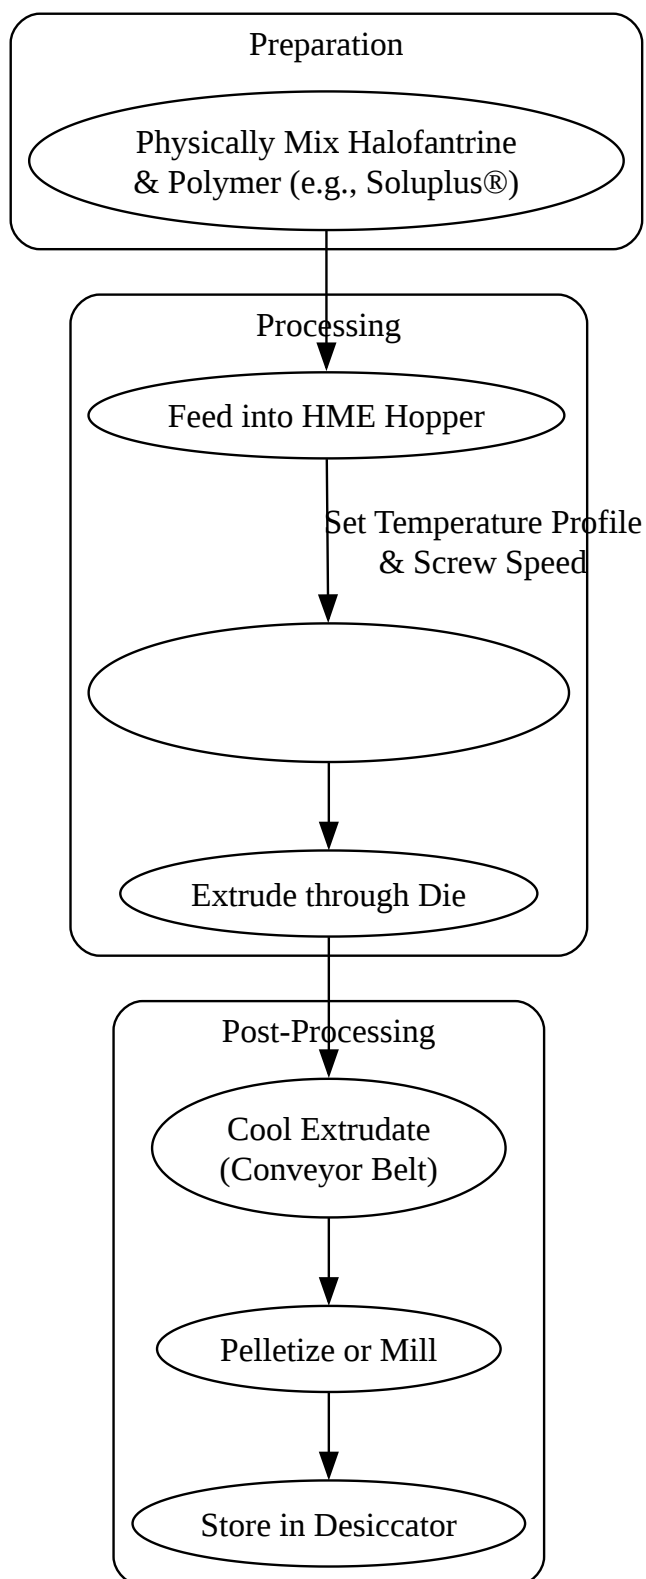 Preparation
Physically Mix Halofantrine
& Polymer (e.g., Soluplus®)
Processing
Feed into HME Hopper
Set Temperature Profile
& Screw Speed
Extrude through Die
Post-Processing
Cool Extrudate
(Conveyor Belt)
Pelletize or Mill
Store in Desiccator